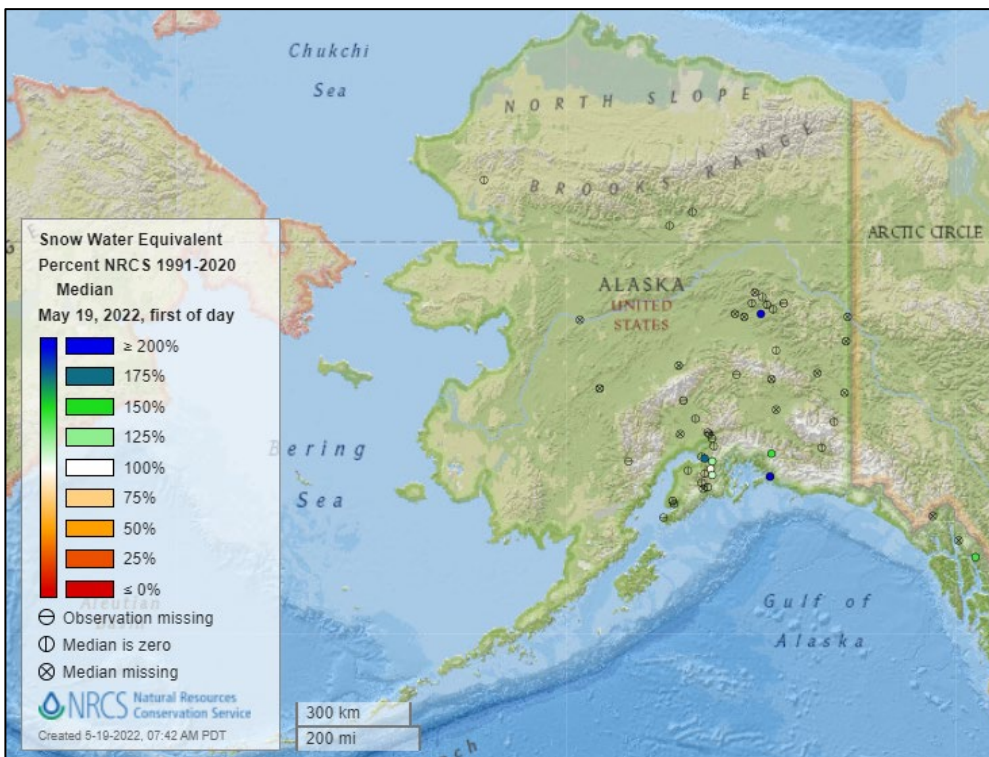 Chukchi
Sea
NORTH SLOPE
BROOKS RANGE
ARCTIC CIRCLE
ALASKA
UNITED
STATES
Bering
Sea
Gulf of
Alaska
Snow Water Equivalent
Percent NRCS 1991-2020
Median
May 19, 2022, first of day
≥ 200%
175%
150%
125%
100%
75%
50%
25%
≤ 0%
Aleutian
Observation missing
Median is zero
Median missing
NRCS Natural Resources
Conservation Service
Created 5-19-2022, 07:42 AM PDT
300 km
200 mi